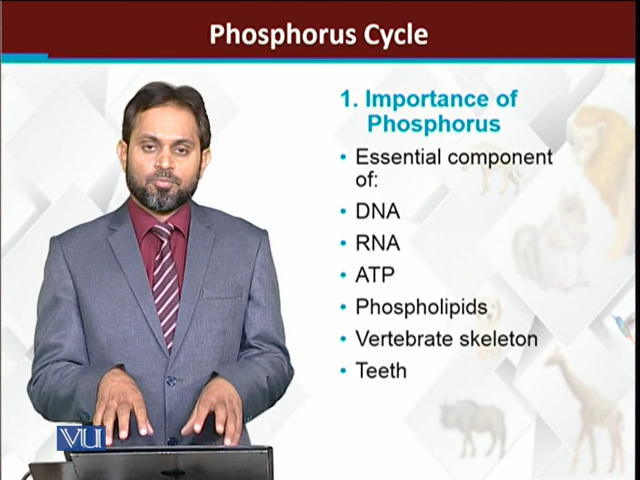 Phosphorus Cycle
1. Importance of
Phosphorus
• Essential component
of:
• DNA
• RNA
• ATP
• Phospholipids
• Vertebrate skeleton
• Teeth
VU